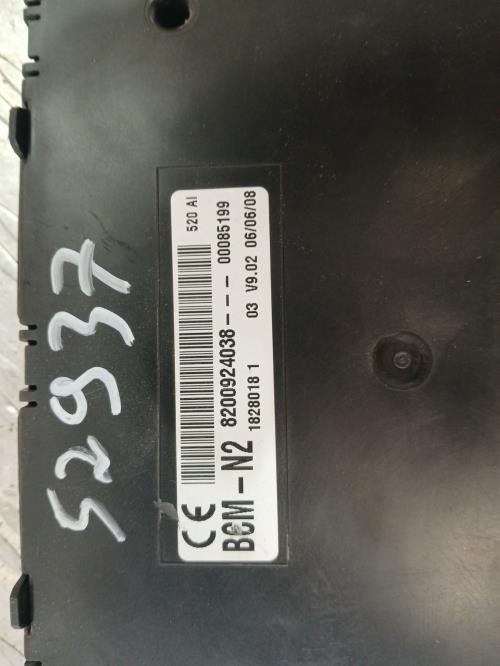 52937
520 AI
CE
BCM-N2 8200924038--- 00085199
1828018 1 03 V9.02 06/06/08